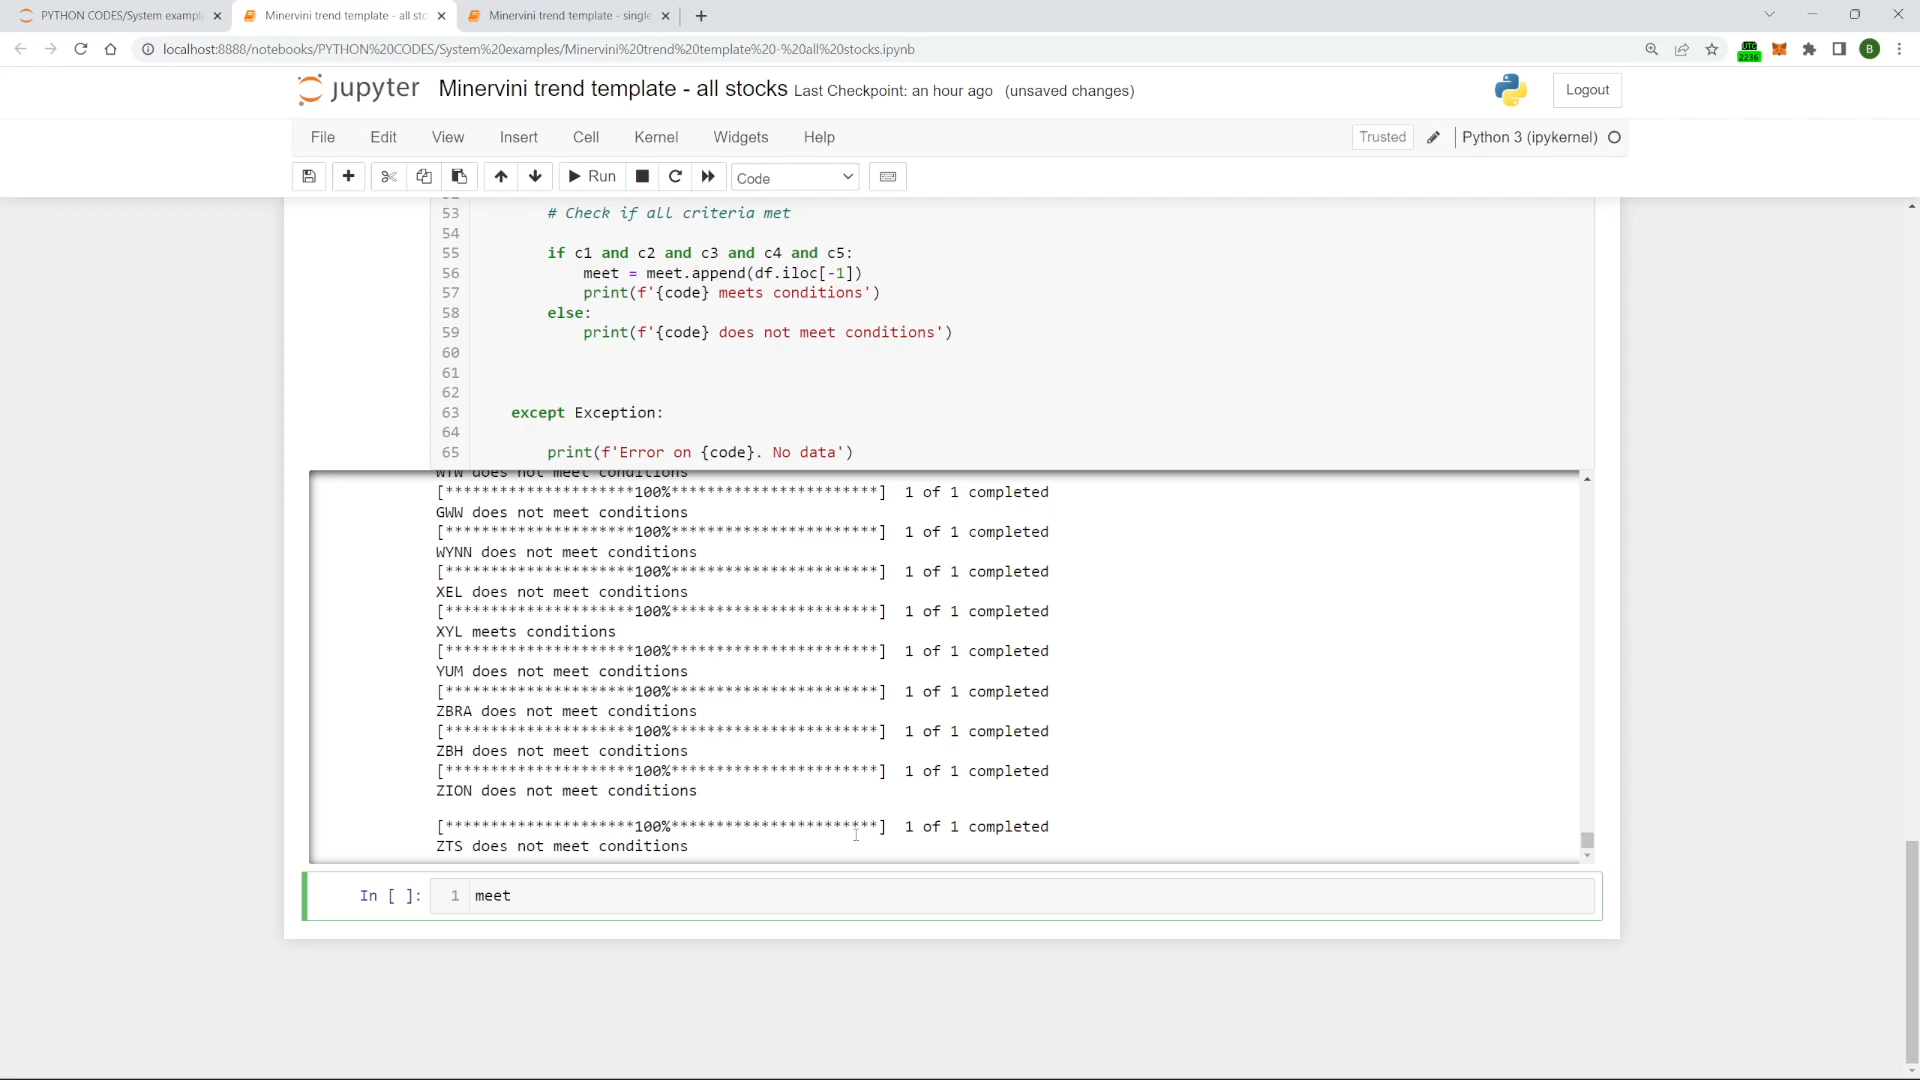 PYTHON CODES/System exampl
Minervini trend template - all sto
Minervini trend template - single
localhost:8888/notebooks/PYTHON%20CODES/System%20examples/Minervini%20trend%20template%20-%20all%20stocks.ipynb
UTC
2236
B
jupyter Minervini trend template - all stocks Last Checkpoint: an hour ago (unsaved changes)
Logout
File Edit View Insert Cell Kernel Widgets Help
Trusted Python 3 (ipykernel)
Run Code
53 # Check if all criteria met
54
55 if c1 and c2 and c3 and c4 and c5:
56 meet = meet.append(df.iloc[-1])
57 print(f'{code} meets conditions')
58 else:
59 print(f'{code} does not meet conditions')
60
61
62
63 except Exception:
64
65 print(f'Error on {code}. No data')
WTW does not meet conditions
[*********************100%***********************] 1 of 1 completed
GWW does not meet conditions
[*********************100%***********************] 1 of 1 completed
WYNN does not meet conditions
[*********************100%***********************] 1 of 1 completed
XEL does not meet conditions
[*********************100%***********************] 1 of 1 completed
XYL meets conditions
[*********************100%***********************] 1 of 1 completed
YUM does not meet conditions
[*********************100%***********************] 1 of 1 completed
ZBRA does not meet conditions
[*********************100%***********************] 1 of 1 completed
ZBH does not meet conditions
[*********************100%***********************] 1 of 1 completed
ZION does not meet conditions
[*********************100%***********************] 1 of 1 completed
ZTS does not meet conditions
In [ ]: 1 meet